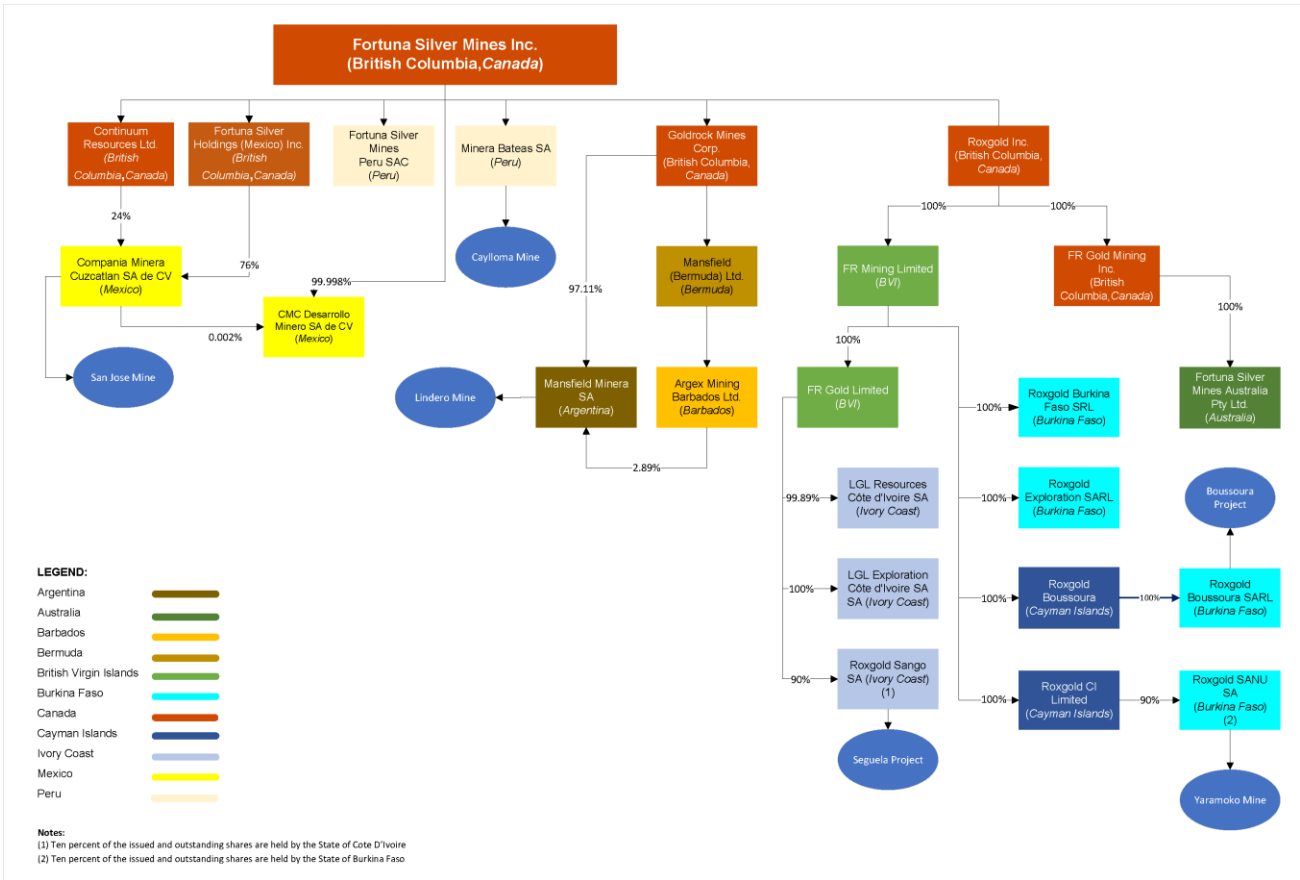 Fortuna Silver Mines Inc.
(British Columbia,Canada)
Continuum
Resources Ltd.
(British
Columbia,Canada)
Fortuna Silver
Holdings (Mexico) Inc.
(British
Columbia,Canada)
Fortuna Silver
Mines
Peru SAC
(Peru)
Minera Bateas SA
(Peru)
Goldrock Mines
Corp.
(British Columbia,
Canada)
Roxgold Inc.
(British Columbia,
Canada)
24%
76%
99.998%
97.11%
100%
100%
Compania Minera
Cuzcatlan SA de CV
(Mexico)
Caylloma Mine
Mansfield
(Bermuda) Ltd.
(Bermuda)
FR Mining Limited
(BVI)
FR Gold Mining
Inc.
(British
Columbia,Canada)
CMC Desarrollo
Minero SA de CV
(Mexico)
0.002%
100%
100%
San Jose Mine
Lindero Mine
Mansfield Minera
SA
(Argentina)
Argex Mining
Barbados Ltd.
(Barbados)
FR Gold Limited
(BVI)
100%
Roxgold Burkina
Faso SRL
(Burkina Faso)
Fortuna Silver
Mines Australia
Pty Ltd.
(Australia)
2.89%
99.89%
LGL Resources
Côte d'Ivoire SA
(Ivory Coast)
100%
Roxgold
Exploration SARL
(Burkina Faso)
Boussoura
Project
100%
LGL Exploration
Côte d'Ivoire SA
SA (Ivory Coast)
100%
Roxgold
Boussoura
(Cayman Islands)
100%
Roxgold
Boussoura SARL
(Burkina Faso)
90%
Roxgold Sango
SA (Ivory Coast)
(1)
100%
Roxgold CI
Limited
(Cayman Islands)
90%
Roxgold SANU
SA
(Burkina Faso)
(2)
Seguela Project
Yaramoko Mine
LEGEND:
Argentina
Australia
Barbados
Bermuda
British Virgin Islands
Burkina Faso
Canada
Cayman Islands
Ivory Coast
Mexico
Peru
Notes:
(1) Ten percent of the issued and outstanding shares are held by the State of Cote D'Ivoire
(2) Ten percent of the issued and outstanding shares are held by the State of Burkina Faso